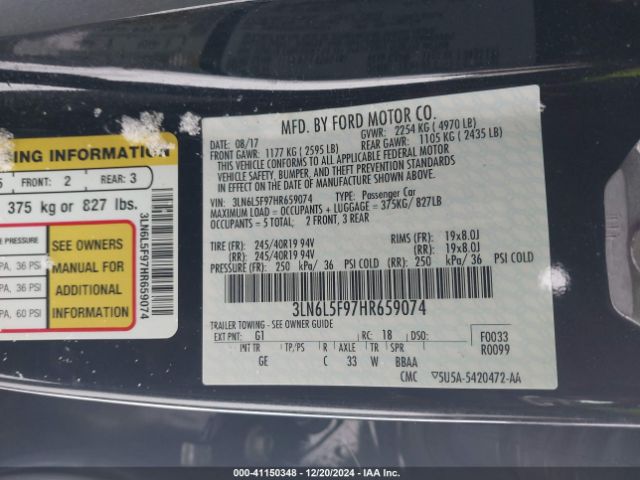 ING INFORMATION
5 FRONT: 2 REAR: 3
375 kg or 827 lbs.
PRESSURE
PA, 36 PSI
PA, 36 PSI
PA, 60 PSI
SEE OWNERS
MANUAL FOR
ADDITIONAL
INFORMATION
3LN6L5F97HR659074
MFD. BY FORD MOTOR CO.
08/17 GVWR: 2254 KG ( 4970 LB)
FRONT GAWR: 1177 KG ( 2595 LB) REAR GAWR: 1105 KG ( 2435 LB)
THIS VEHICLE CONFORMS TO ALL APPLICABLE FEDERAL MOTOR
VEHICLE SAFETY, BUMPER, AND THEFT PREVENTION STANDARDS
IN EFFECT ON THE DATE OF MANUFACTURE SHOWN ABOVE.
VIN: 3LN6L5F97HR659074 TYPE: Passenger Car
MAXIMUM LOAD = OCCUPANTS + LUGGAGE = 375KG/ 827LB
OCCUPANTS = 5 TOTAL, 2 FRONT, 3 REAR
TIRE (FR): 245/40R19 94V RIMS (FR): 19x8.0J
(RR): 245/40R19 94V (RR): 19x8.0J
PRESSURE (FR): 250 kPa/ 36 PSI COLD (RR): 250 kPa/ 36 PSI COLD
3LN6L5F97HR659074
TRAILER TOWING - SEE OWNER GUIDE
EXT PNT: G1 RC: 18 DSO: F0033
R0099
INT TR TP/PS R AXLE TR SPR
GE C 33 W BBAA
CMC 5U5A-5420472-AA
000-41150348 - 12/20/2024 - IAA Inc.